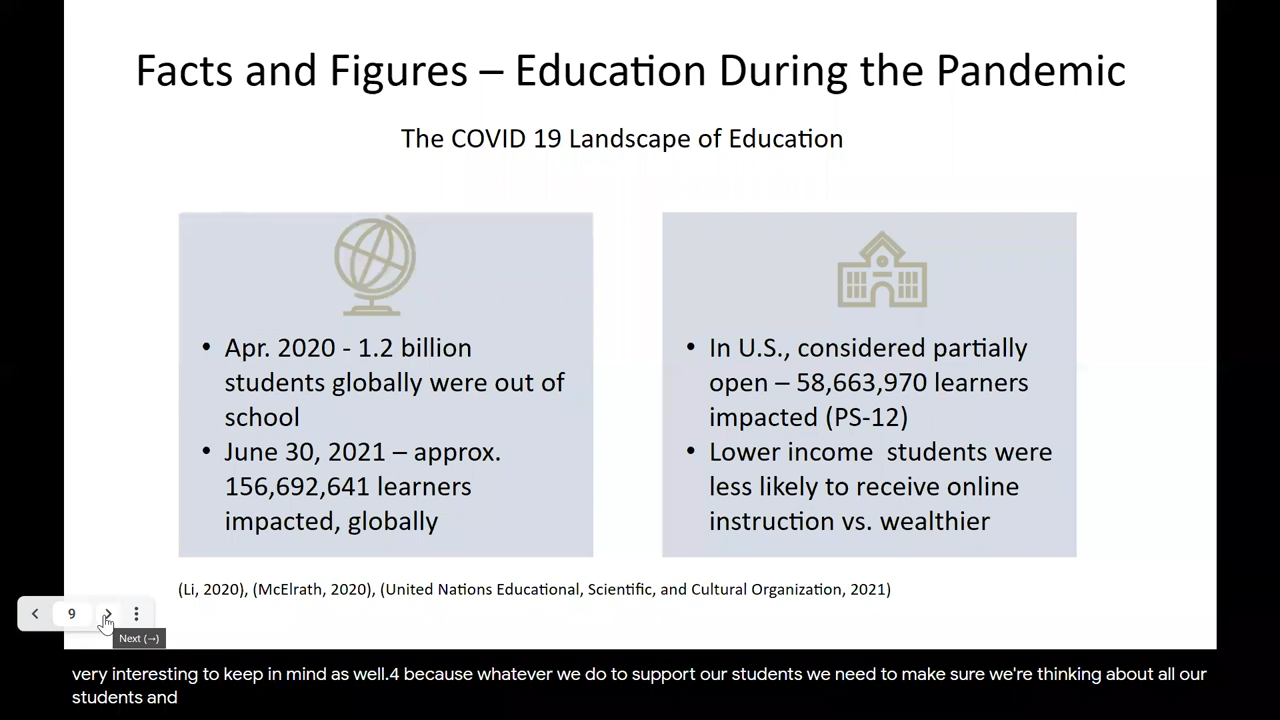 Facts and Figures – Education During the Pandemic
The COVID 19 Landscape of Education
• Apr. 2020 - 1.2 billion
students globally were out of
school
• June 30, 2021 – approx.
156,692,641 learners
impacted, globally
• In U.S., considered partially
open – 58,663,970 learners
impacted (PS-12)
• Lower income  students were
less likely to receive online
instruction vs. wealthier
(Li, 2020), (McElrath, 2020), (United Nations Educational, Scientific, and Cultural Organization, 2021)
9
Next (→)
very interesting to keep in mind as well.4 because whatever we do to support our students we need to make sure we're thinking about all our
students and